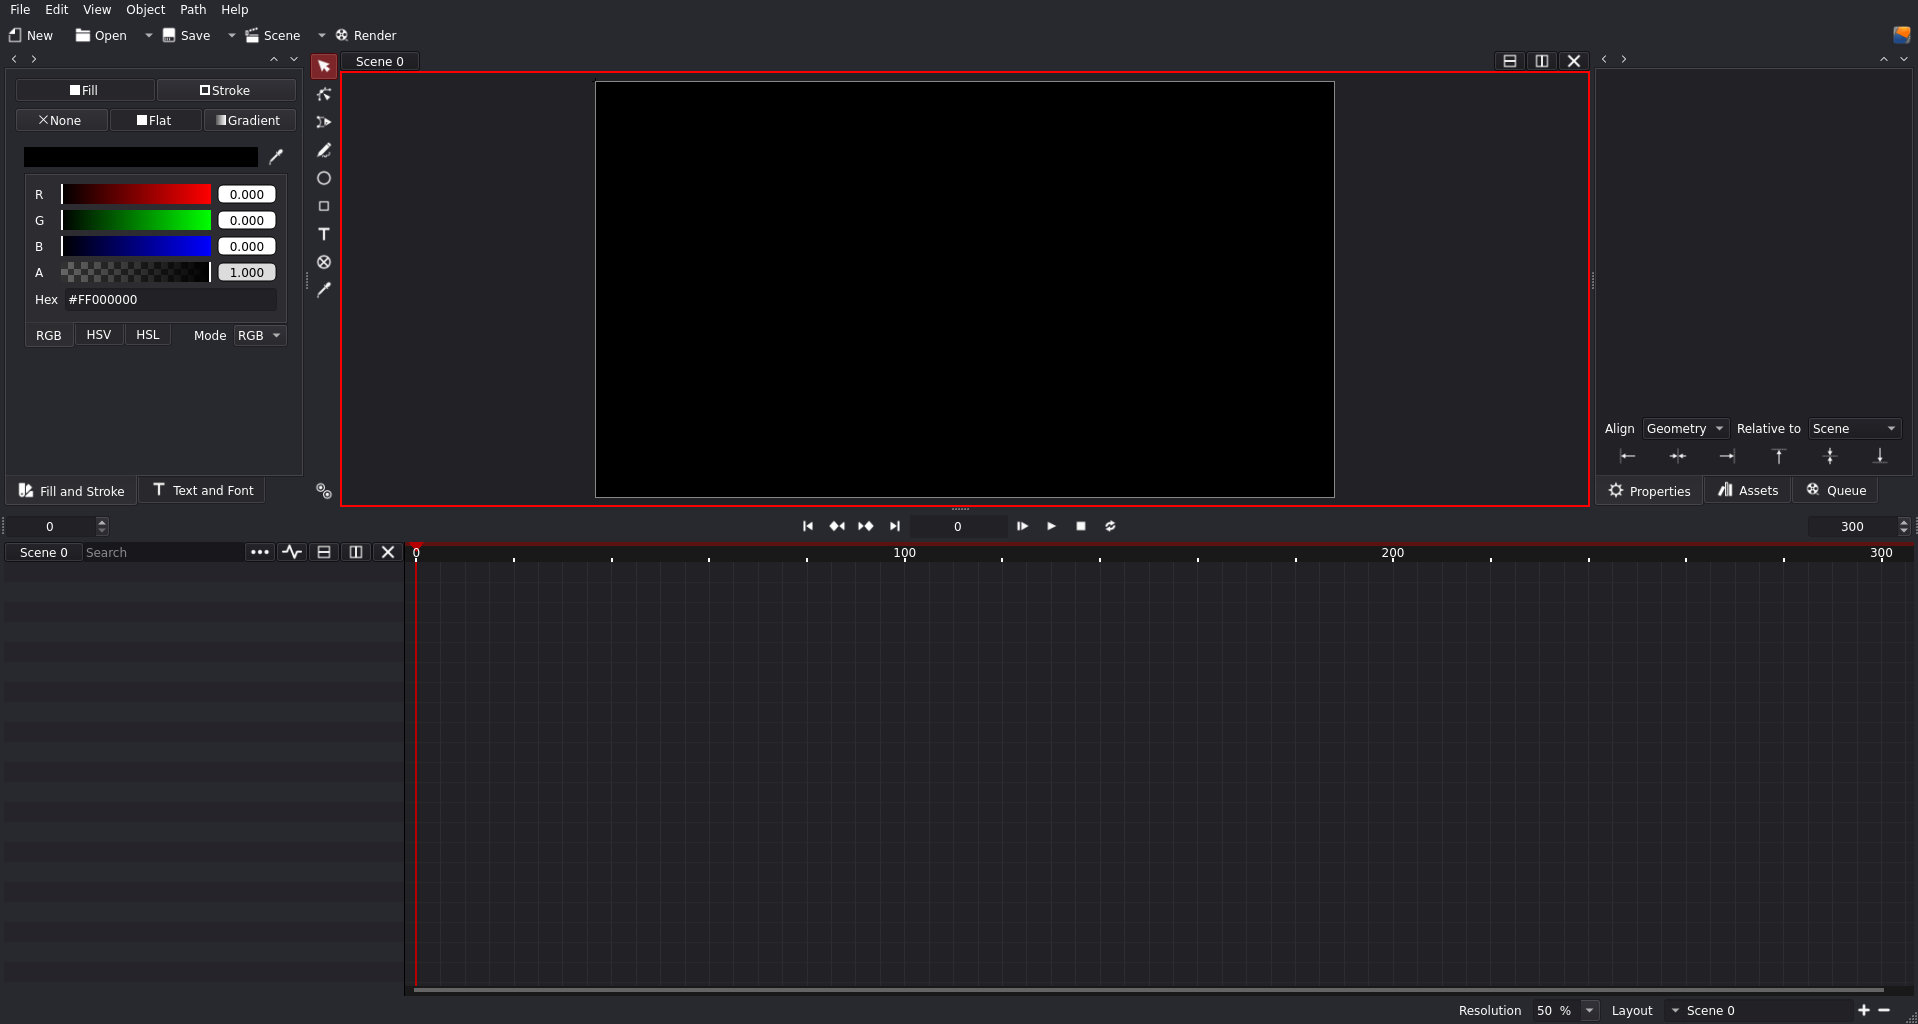 File Edit View Object Path Help
New Open Save Scene Render
Scene 0
Fill Stroke
None Flat Gradient
R 0.000
G 0.000
B 0.000
A 1.000
Hex #FF000000
RGB HSV HSL Mode RGB
Fill and Stroke Text and Font
T
Align Geometry Relative to Scene
Properties Assets Queue
0 0 300
Scene 0 Search 0 100 200 300
Resolution 50 % Layout Scene 0